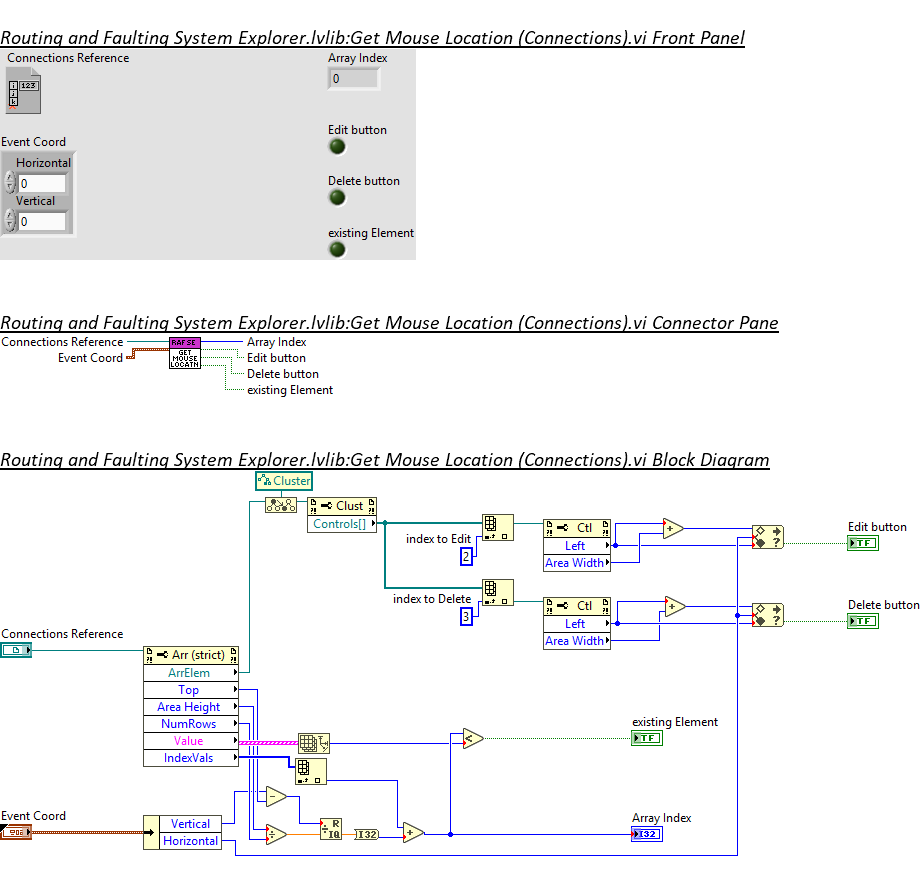 Routing and Faulting System Explorer.lvlib:Get Mouse Location (Connections).vi Front Panel
Connections Reference
Array Index
0
Edit button
Event Coord
Horizontal
0
Delete button
Vertical
0
existing Element
Routing and Faulting System Explorer.lvlib:Get Mouse Location (Connections).vi Connector Pane
Connections Reference
RAFSE
GET
MOUSE
LOCATN
Array Index
Event Coord
Edit button
Delete button
existing Element
Routing and Faulting System Explorer.lvlib:Get Mouse Location (Connections).vi Block Diagram
Cluster
Clust
Controls[]
index to Edit
2
Ctl
Left
Area Width
Edit button
TF
index to Delete
3
Ctl
Left
Area Width
Delete button
TF
Connections Reference
Arr (strict)
ArrElem
Top
Area Height
NumRows
Value
IndexVals
existing Element
TF
Event Coord
Vertical
Horizontal
R
IQ
I32
Array Index
I32